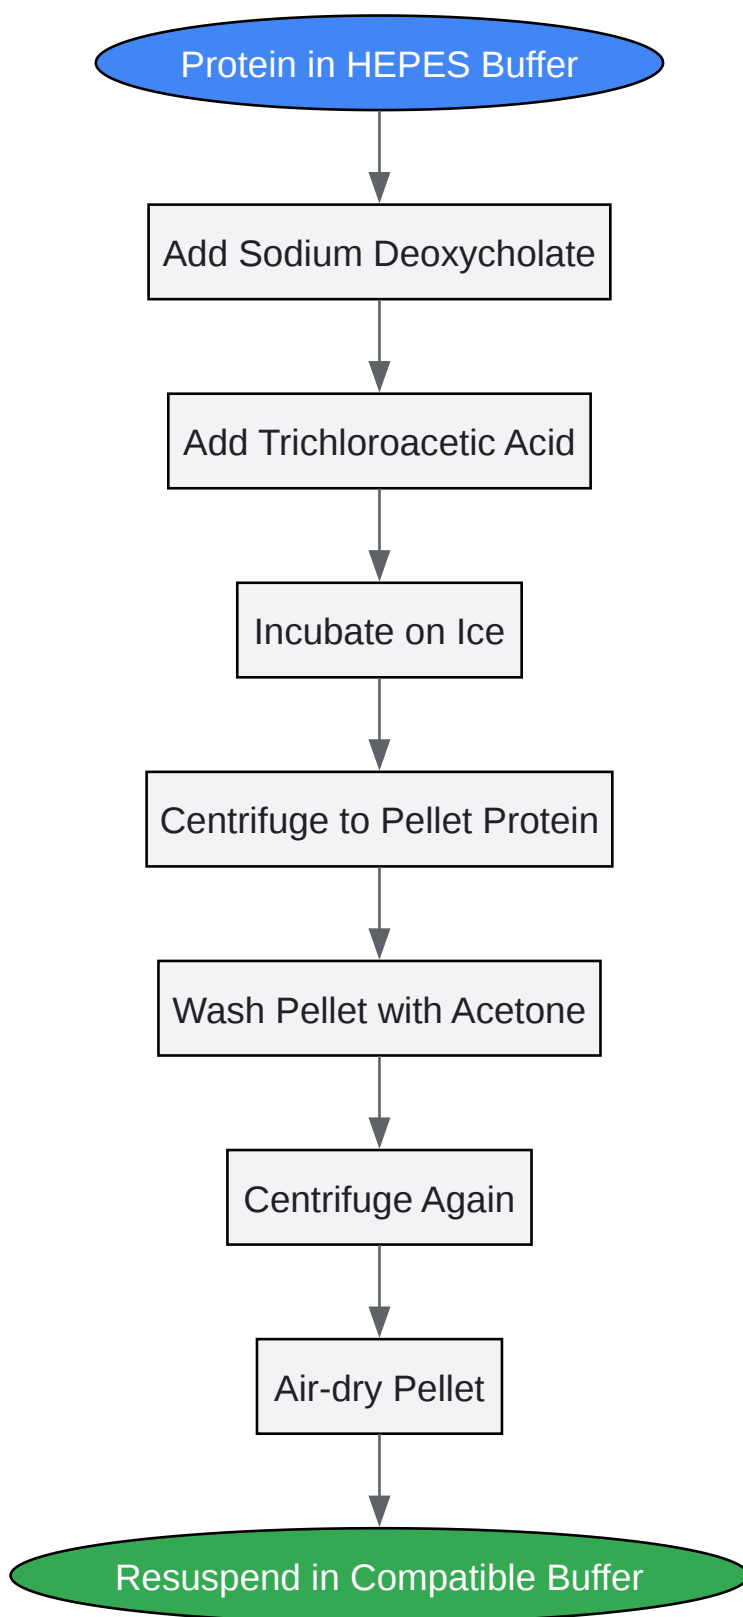 Protein in HEPES Buffer
Add Sodium Deoxycholate
Add Trichloroacetic Acid
Incubate on Ice
Centrifuge to Pellet Protein
Wash Pellet with Acetone
Centrifuge Again
Air-dry Pellet
Resuspend in Compatible Buffer